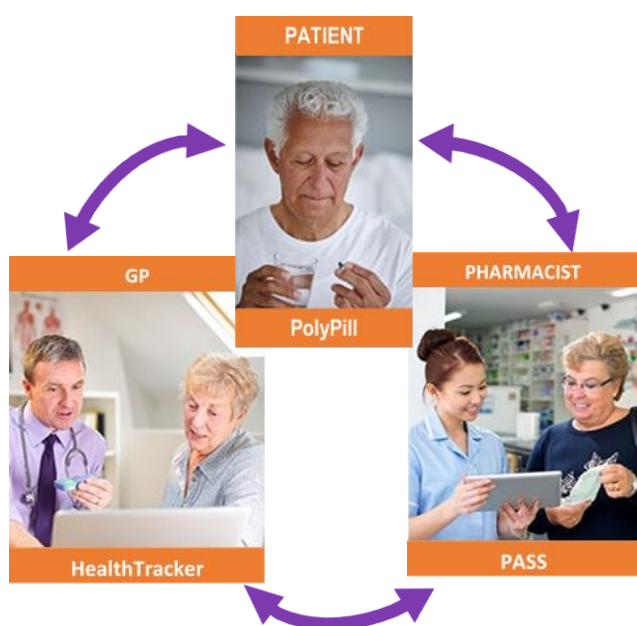 PATIENT
PolyPill
GP
HealthTracker
PHARMACIST
PASS